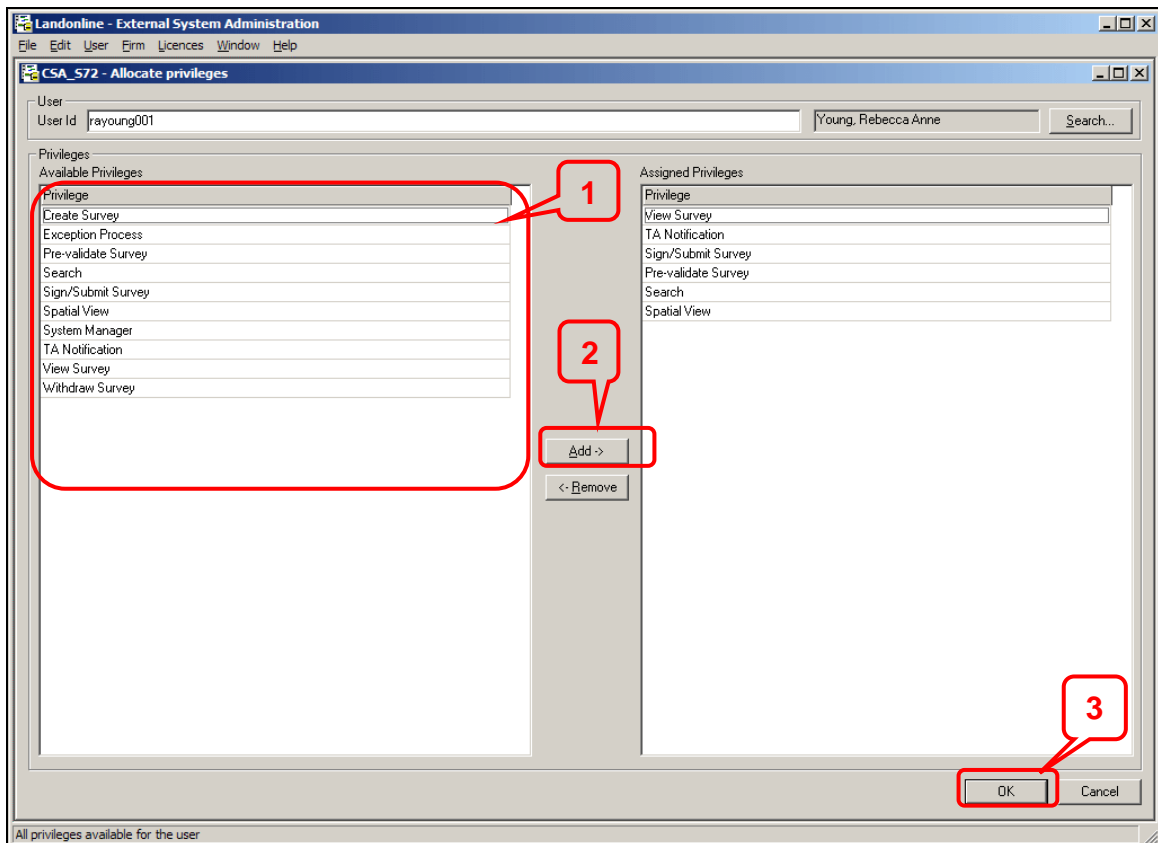 Landonline - External System Administration
File Edit User Firm Licences Window Help
CSA_S72 - Allocate privileges
User
User Id rayoung001 Young, Rebecca Anne Search...
Privileges
Available Privileges Assigned Privileges
Privilege Privilege
1
Create Survey View Survey
Exception Process TA Notification
Pre-validate Survey Sign/Submit Survey
Search Pre-validate Survey
Sign/Submit Survey Search
Spatial View Spatial View
System Manager
TA Notification
2
View Survey
Withdraw Survey
Add ->
<- Remove
3
OK Cancel
All privileges available for the user